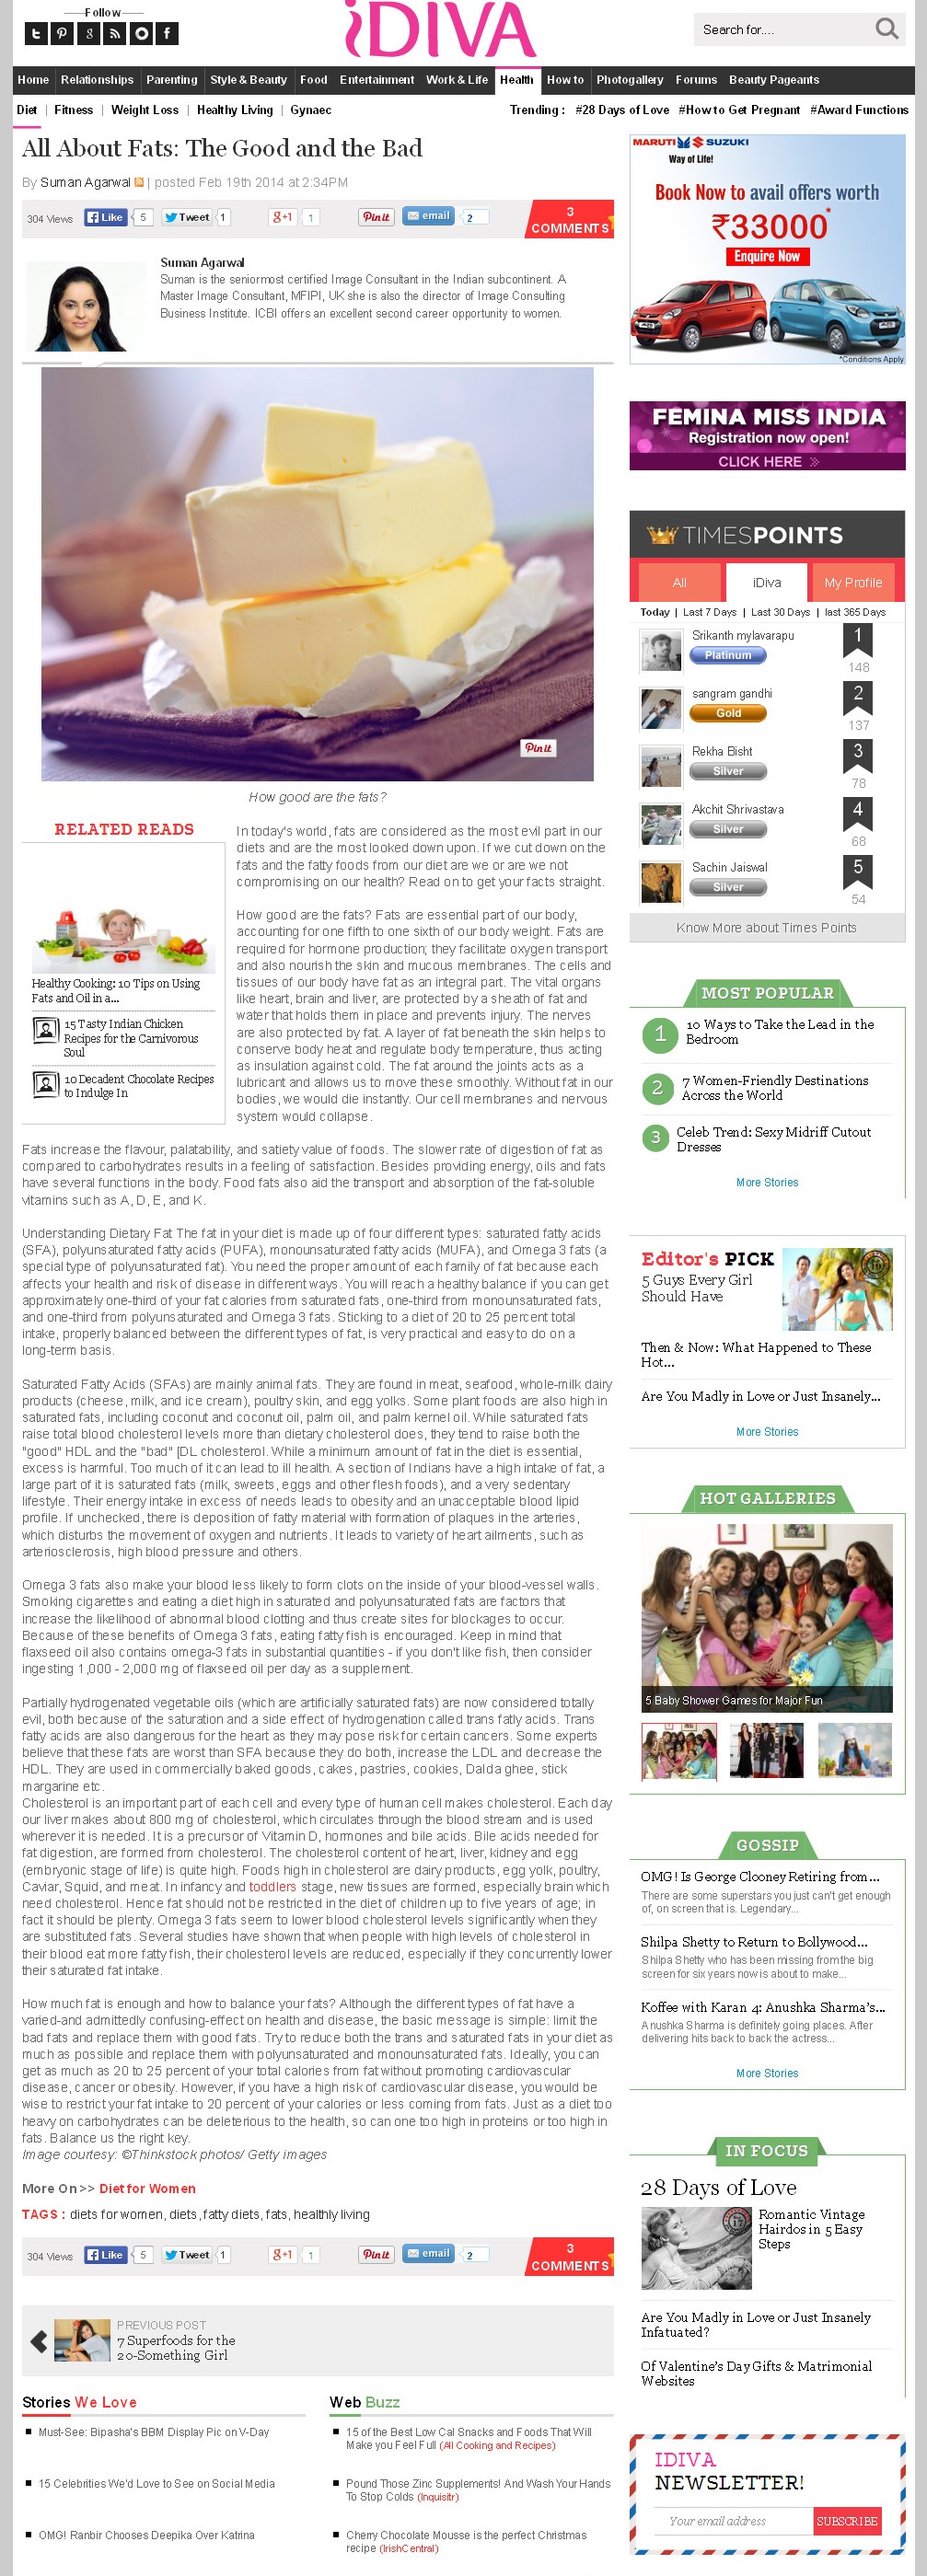 Follow
iDIVA
Search for....
Home Relationships Parenting Style & Beauty Food Entertainment Work & Life Health How to Photogallery Forums Beauty Pageants
Diet | Fitness | Weight Loss | Healthy Living | Gynaec
Trending : #28 Days of Love #How to Get Pregnant #Award Functions
All About Fats: The Good and the Bad
By Suman Agarwal | posted Feb 19th 2014 at 2:34PM
304 Views Like 5 Tweet 1 g+1 1 Pin it email 2
3
COMMENTS
Suman Agarwal
Suman is the seniormost certified Image Consultant in the Indian subcontinent. A
Master Image Consultant, MFIPI, UK she is also the director of Image Consulting
Business Institute. ICBI offers an excellent second career opportunity to women.
Pin it
How good are the fats?
RELATED READS
Healthy Cooking: 10 Tips on Using
Fats and Oil in a...
15 Tasty Indian Chicken
Recipes for the Carnivorous
Soul
10 Decadent Chocolate Recipes
to Indulge In
In today's world, fats are considered as the most evil part in our
diets and are the most looked down upon. If we cut down on the
fats and the fatty foods from our diet are we or are we not
compromising on our health? Read on to get your facts straight.
How good are the fats? Fats are essential part of our body,
accounting for one fifth to one sixth of our body weight. Fats are
required for hormone production; they facilitate oxygen transport
and also nourish the skin and mucous membranes. The cells and
tissues of our body have fat as an integral part. The vital organs
like heart, brain and liver, are protected by a sheath of fat and
water that holds them in place and prevents injury. The nerves
are also protected by fat. A layer of fat beneath the skin helps to
conserve body heat and regulate body temperature, thus acting
as insulation against cold. The fat around the joints acts as a
lubricant and allows us to move these smoothly. Without fat in our
bodies, we would die instantly. Our cell membranes and nervous
system would collapse.
Fats increase the flavour, palatability, and satiety value of foods. The slower rate of digestion of fat as
compared to carbohydrates results in a feeling of satisfaction. Besides providing energy, oils and fats
have several functions in the body. Food fats also aid the transport and absorption of the fat-soluble
vitamins such as A, D, E, and K.
Understanding Dietary Fat The fat in your diet is made up of four different types: saturated fatty acids
(SFA), polyunsaturated fatty acids (PUFA), monounsaturated fatty acids (MUFA), and Omega 3 fats (a
special type of polyunsaturated fat). You need the proper amount of each family of fat because each
affects your health and risk of disease in different ways. You will reach a healthy balance if you can get
approximately one-third of your fat calories from saturated fats, one-third from monounsaturated fats,
and one-third from polyunsaturated and Omega 3 fats. Sticking to a diet of 20 to 25 percent total
intake, properly balanced between the different types of fat, is very practical and easy to do on a
long-term basis.
Saturated Fatty Acids (SFAs) are mainly animal fats. They are found in meat, seafood, whole-milk dairy
products (cheese, milk, and ice cream), poultry skin, and egg yolks. Some plant foods are also high in
saturated fats, including coconut and coconut oil, palm oil, and palm kernel oil. While saturated fats
raise total blood cholesterol levels more than dietary cholesterol does, they tend to raise both the
"good" HDL and the "bad" [DL cholesterol. While a minimum amount of fat in the diet is essential,
excess is harmful. Too much of it can lead to ill health. A section of Indians have a high intake of fat, a
large part of it is saturated fats (milk, sweets, eggs and other flesh foods), and a very sedentary
lifestyle. Their energy intake in excess of needs leads to obesity and an unacceptable blood lipid
profile. If unchecked, there is deposition of fatty material with formation of plaques in the arteries,
which disturbs the movement of oxygen and nutrients. It leads to variety of heart ailments, such as
arteriosclerosis, high blood pressure and others.
Omega 3 fats also make your blood less likely to form clots on the inside of your blood-vessel walls.
Smoking cigarettes and eating a diet high in saturated and polyunsaturated fats are factors that
increase the likelihood of abnormal blood clotting and thus create sites for blockages to occur.
Because of these benefits of Omega 3 fats, eating fatty fish is encouraged. Keep in mind that
flaxseed oil also contains omega-3 fats in substantial quantities - if you don't like fish, then consider
ingesting 1,000 - 2,000 mg of flaxseed oil per day as a supplement.
Partially hydrogenated vegetable oils (which are artificially saturated fats) are now considered totally
evil, both because of the saturation and a side effect of hydrogenation called trans fatly acids. Trans
fatty acids are also dangerous for the heart as they may pose risk for certain cancers. Some experts
believe that these fats are worst than SFA because they do both, increase the LDL and decrease the
HDL. They are used in commercially baked goods, cakes, pastries, cookies, Dalda ghee, stick
margarine etc.
Cholesterol is an important part of each cell and every type of human cell makes cholesterol. Each day
our liver makes about 800 mg of cholesterol, which circulates through the blood stream and is used
wherever it is needed. It is a precursor of Vitamin D, hormones and bile acids. Bile acids needed for
fat digestion, are formed from cholesterol. The cholesterol content of heart, liver, kidney and egg
(embryonic stage of life) is quite high. Foods high in cholesterol are dairy products, egg yolk, poultry,
Caviar, Squid, and meat. In infancy and toddlers stage, new tissues are formed, especially brain which
need cholesterol. Hence fat should not be restricted in the diet of children up to five years of age; in
fact it should be plenty. Omega 3 fats seem to lower blood cholesterol levels significantly when they
are substituted fats. Several studies have shown that when people with high levels of cholesterol in
their blood eat more fatty fish, their cholesterol levels are reduced, especially if they concurrently lower
their saturated fat intake.
How much fat is enough and how to balance your fats? Although the different types of fat have a
varied-and admittedly confusing-effect on health and disease, the basic message is simple: limit the
bad fats and replace them with good fats. Try to reduce both the trans and saturated fats in your diet as
much as possible and replace them with polyunsaturated and monounsaturated fats. Ideally, you can
get as much as 20 to 25 percent of your total calories from fat without promoting cardiovascular
disease, cancer or obesity. However, if you have a high risk of cardiovascular disease, you would be
wise to restrict your fat intake to 20 percent of your calories or less coming from fats. Just as a diet too
heavy on carbohydrates can be deleterious to the health, so can one too high in proteins or too high in
fats. Balance us the right key.
Image courtesy: ©Thinkstock photos/ Getty images
More On >> Diet for Women
TAGS : diets for women, diets, fatty diets, fats, healthly living
304 Views Like 5 Tweet 1 g+1 1 Pin it email 2
3
COMMENTS
PREVIOUS POST
7 Superfoods for the
20-Something Girl
Stories We Love
Must-See: Bipasha's BBM Display Pic on V-Day
15 Celebrities We'd Love to See on Social Media
OMG! Ranbir Chooses Deepika Over Katrina
Web Buzz
15 of the Best Low Cal Snacks and Foods That Will
Make you Feel Full (All Cooking and Recipes)
Pound Those Zinc Supplements! And Wash Your Hands
To Stop Colds (Inquisitr)
Cherry Chocolate Mousse is the perfect Christmas
recipe (IrishCentral)
MARUTI SUZUKI
Way of Life!
Book Now to avail offers worth
₹33000*
Enquire Now
*Conditions Apply
FEMINA MISS INDIA
Registration now open!
CLICK HERE
TIMESPOINTS
All iDiva My Profile
Today | Last 7 Days | Last 30 Days | last 365 Days
Srikanth mylavarapu
Platinum
1
148
sangram gandhi
Gold
2
137
Rekha Bisht
Silver
3
78
Akchit Shrivastava
Silver
4
68
Sachin Jaiswal
Silver
5
54
Know More about Times Points
MOST POPULAR
1 10 Ways to Take the Lead in the
Bedroom
2 7 Women-Friendly Destinations
Across the World
3 Celeb Trend: Sexy Midriff Cutout
Dresses
More Stories
Editor's PICK
5 Guys Every Girl
Should Have
Then & Now: What Happened to These
Hot...
Are You Madly in Love or Just Insanely...
More Stories
HOT GALLERIES
5 Baby Shower Games for Major Fun
GOSSIP
OMG! Is George Clooney Retiring from...
There are some superstars you just can't get enough
of, on screen that is. Legendary...
Shilpa Shetty to Return to Bollywood...
Shilpa Shetty who has been missing from the big
screen for six years now is about to make...
Koffee with Karan 4: Anushka Sharma's...
Anushka Sharma is definitely going places. After
delivering hits back to back the actress...
More Stories
IN FOCUS
28 Days of Love
Romantic Vintage
Hairdos in 5 Easy
Steps
Are You Madly in Love or Just Insanely
Infatuated?
Of Valentine's Day Gifts & Matrimonial
Websites
IDIVA
NEWSLETTER!
Your email address SUBSCRIBE